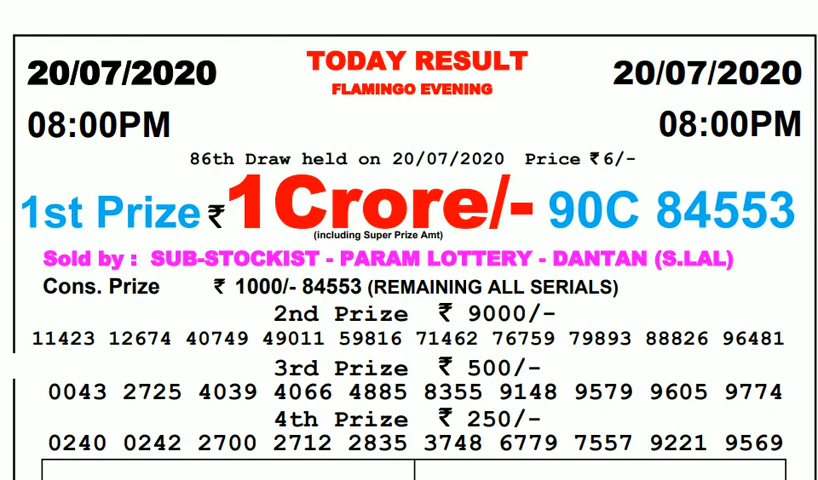 20/07/2020 TODAY RESULT 20/07/2020
FLAMINGO EVENING
08:00PM 08:00PM
86th Draw held on 20/07/2020 Price ₹ 6/-
1st Prize ₹ 1Crore/- 90C 84553
(including Super Prize Amt)
Sold by : SUB-STOCKIST - PARAM LOTTERY - DANTAN (S.LAL)
Cons. Prize ₹ 1000/- 84553 (REMAINING ALL SERIALS)
2nd Prize ₹ 9000/-
11423 12674 40749 49011 59816 71462 76759 79893 88826 96481
3rd Prize ₹ 500/-
0043 2725 4039 4066 4885 8355 9148 9579 9605 9774
4th Prize ₹ 250/-
0240 0242 2700 2712 2835 3748 6779 7557 9221 9569